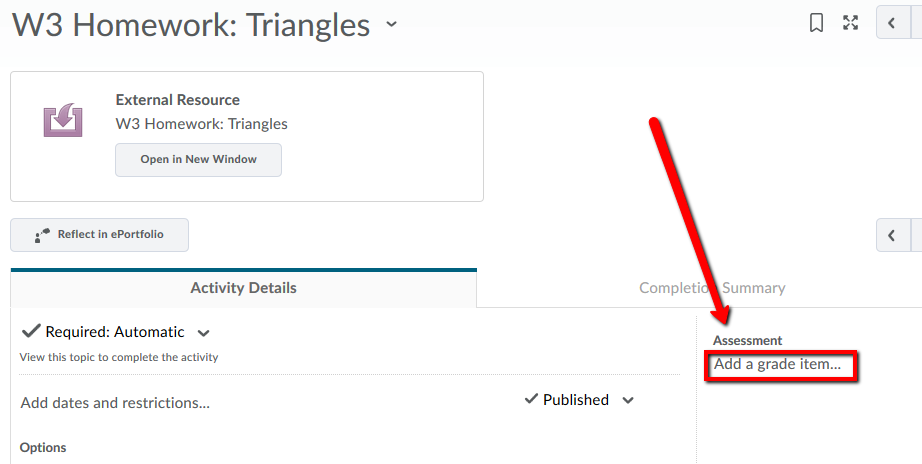 W3 Homework: Triangles
External Resource
W3 Homework: Triangles
Open in New Window
Reflect in ePortfolio
Activity Details
Completion Summary
Required: Automatic
View this topic to complete the activity
Add dates and restrictions...
Published
Options
Assessment
Add a grade item...